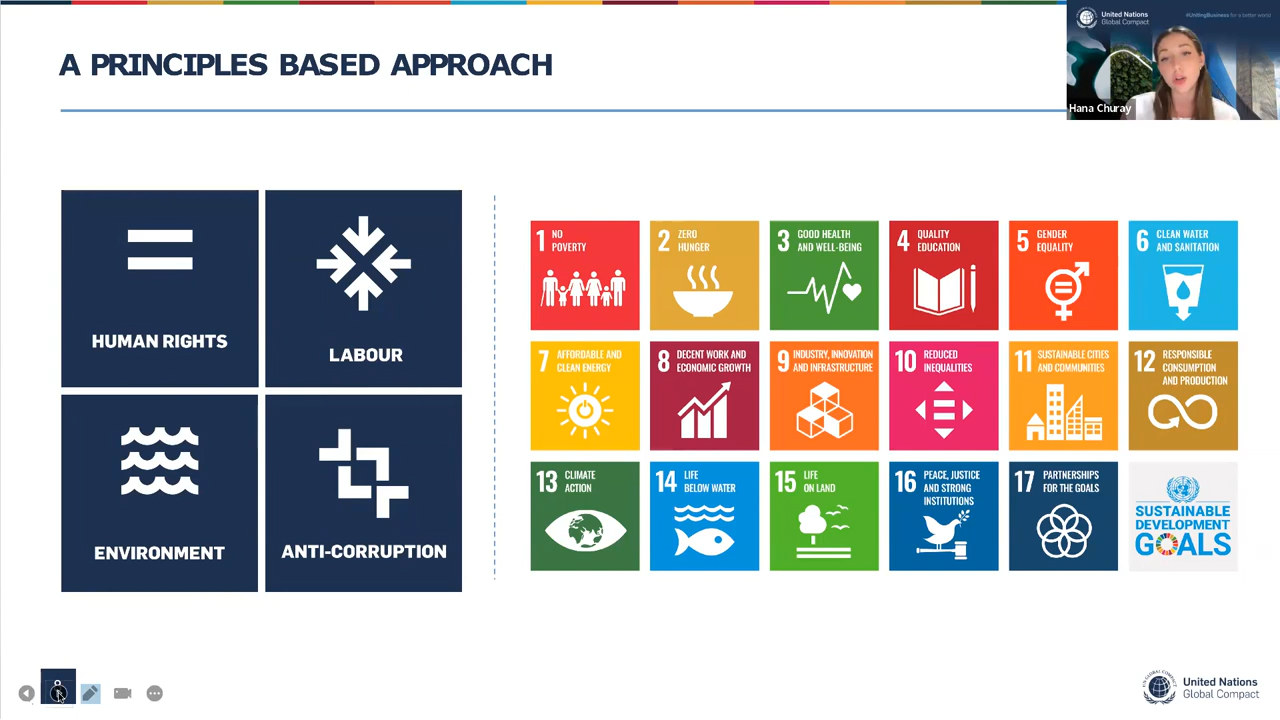 A PRINCIPLES BASED APPROACH
United Nations
Global Compact
#UnitingBusiness for a better world
Hana Churay
HUMAN RIGHTS
LABOUR
ENVIRONMENT
ANTI-CORRUPTION
1 NO
POVERTY
2 ZERO
HUNGER
3 GOOD HEALTH
AND WELL-BEING
4 QUALITY
EDUCATION
5 GENDER
EQUALITY
6 CLEAN WATER
AND SANITATION
7 AFFORDABLE AND
CLEAN ENERGY
8 DECENT WORK AND
ECONOMIC GROWTH
9 INDUSTRY, INNOVATION
AND INFRASTRUCTURE
10 REDUCED
INEQUALITIES
11 SUSTAINABLE CITIES
AND COMMUNITIES
12 RESPONSIBLE
CONSUMPTION
AND PRODUCTION
13 CLIMATE
ACTION
14 LIFE
BELOW WATER
15 LIFE
ON LAND
16 PEACE, JUSTICE
AND STRONG
INSTITUTIONS
17 PARTNERSHIPS
FOR THE GOALS
SUSTAINABLE
DEVELOPMENT
GOALS
United Nations
Global Compact